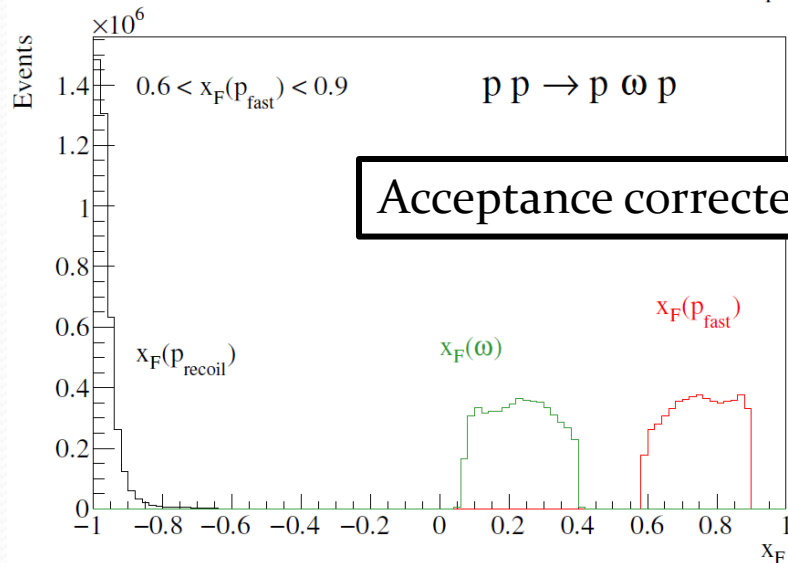 ×10⁶
Events
0.6 < x_F(p_fast) < 0.9
p p → p ω p
Acceptance correcte
x_F(p_recoil)
x_F(ω)
x_F(p_fast)
1.4
1.2
1
0.8
0.6
0.4
0.2
0
−1 −0.8 −0.6 −0.4 −0.2 0 0.2 0.4 0.6 0.8 1
x_F